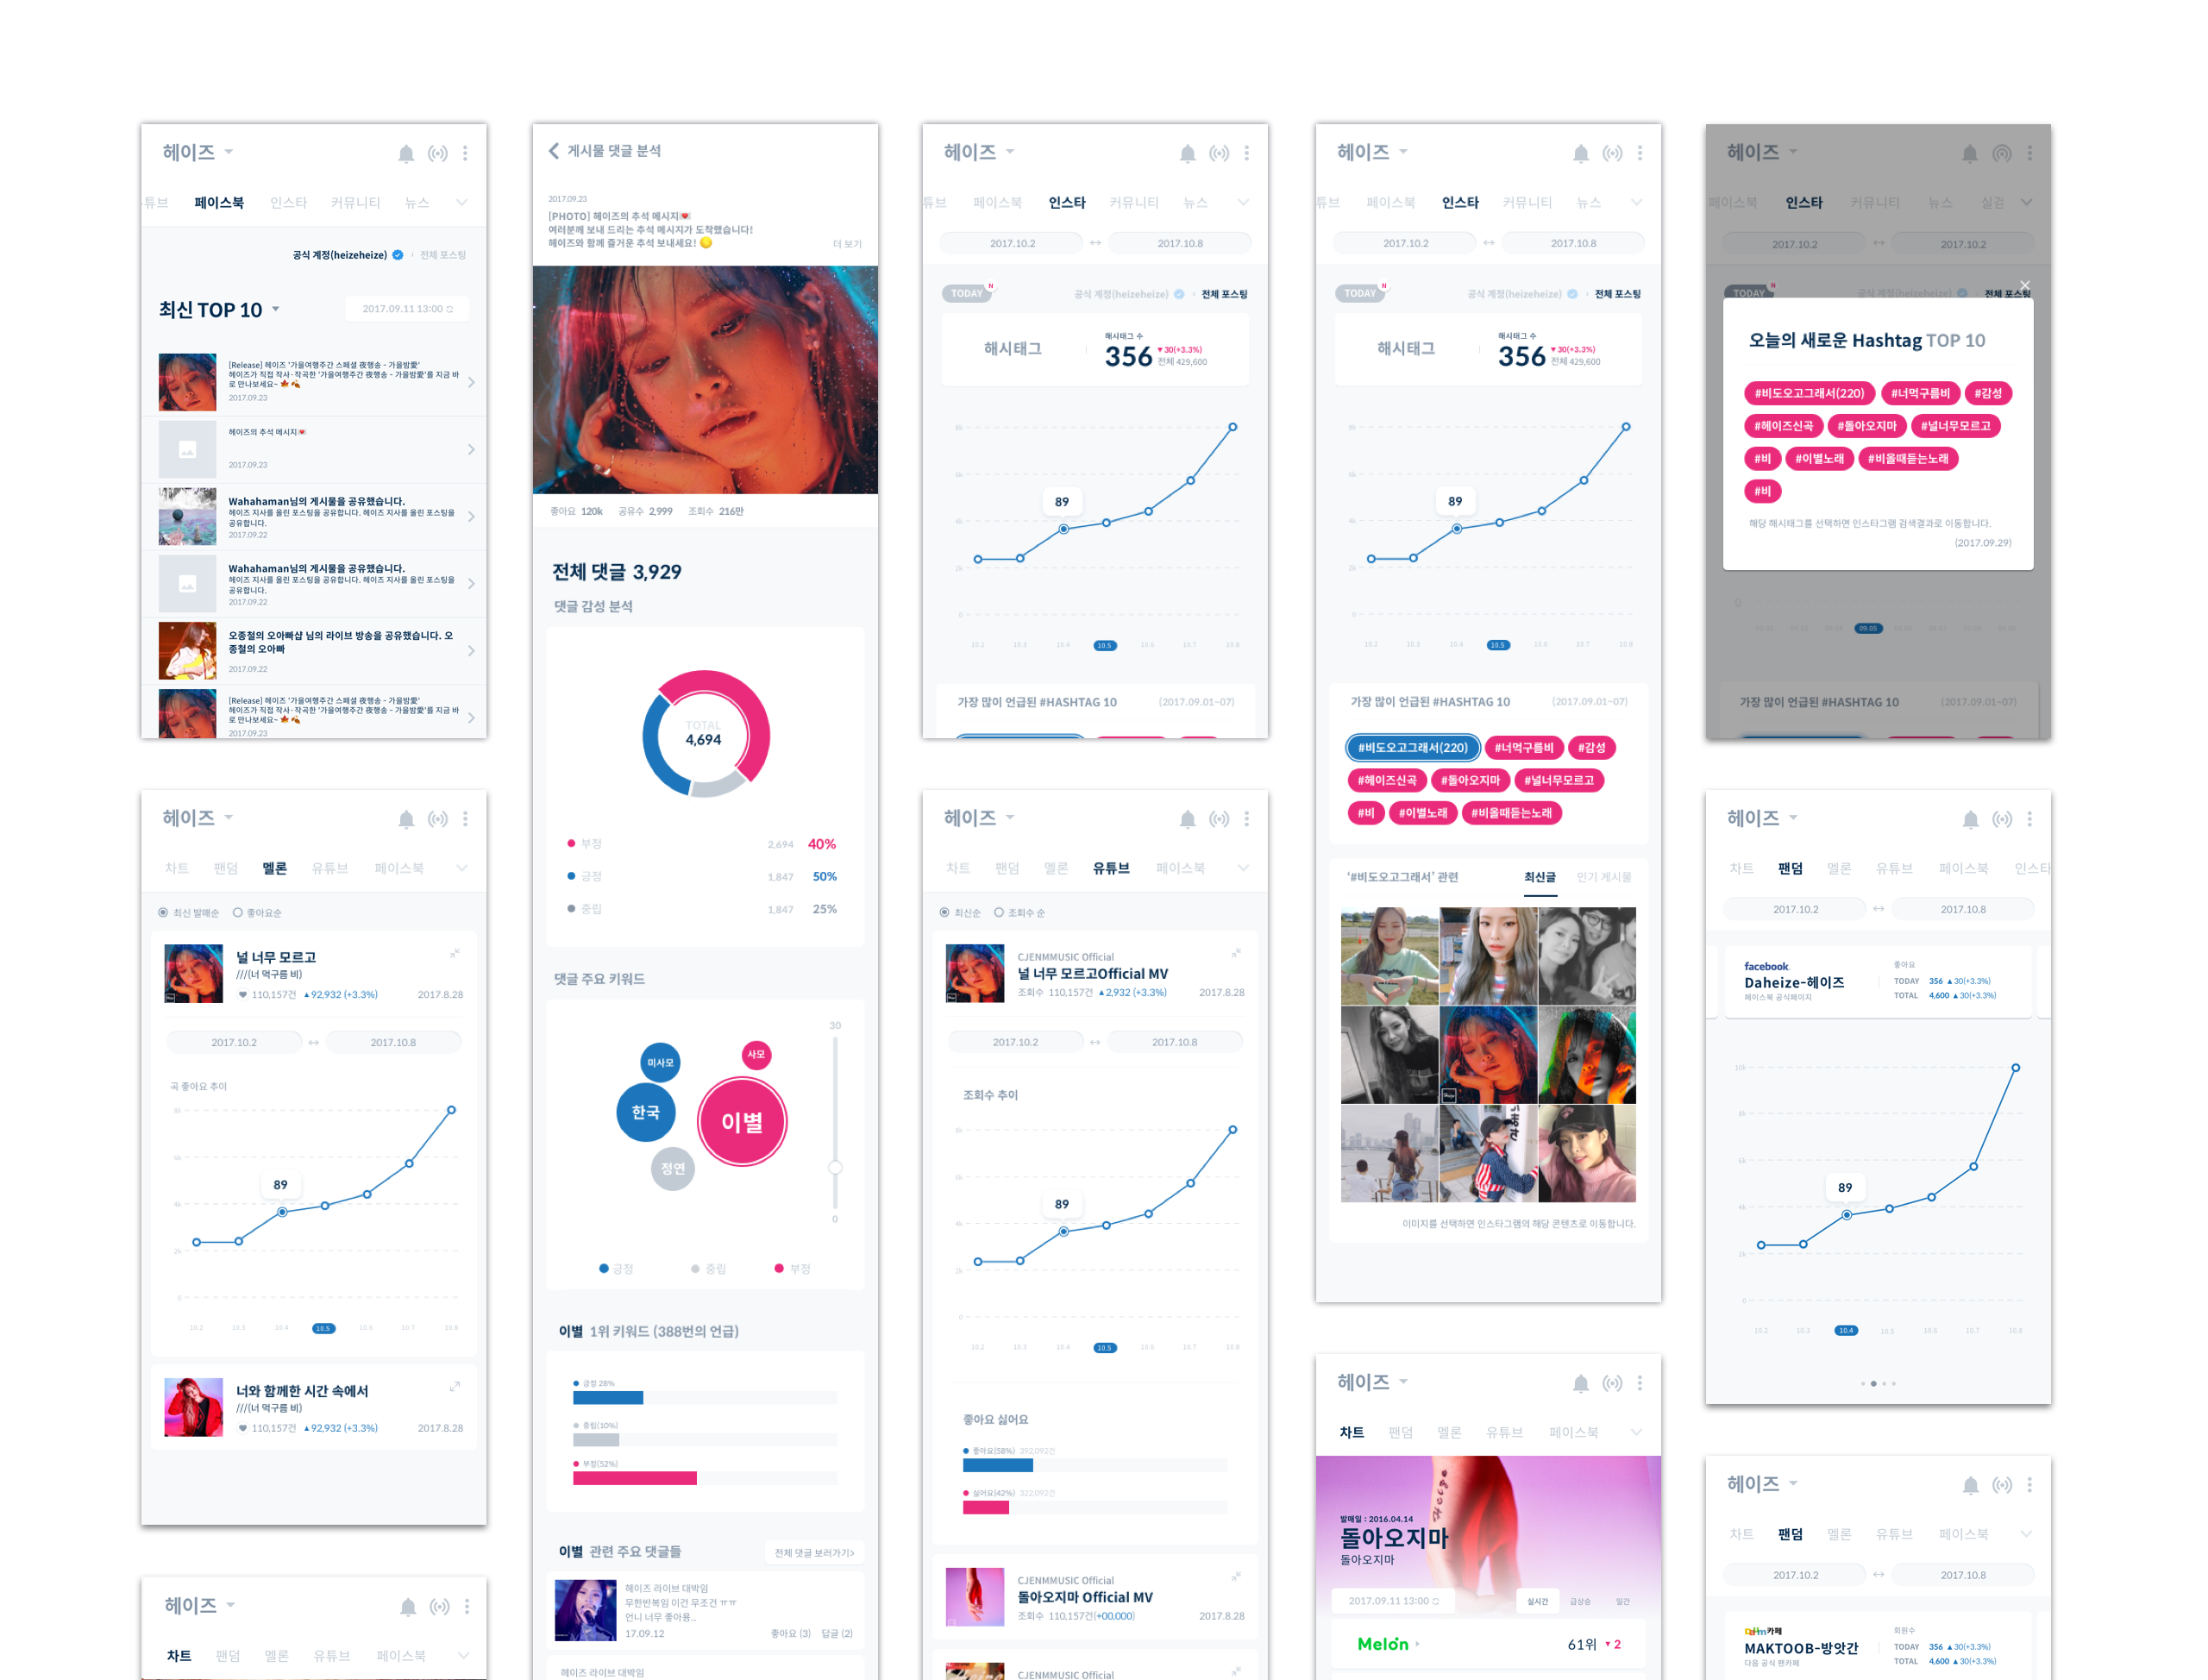 헤이즈
튜브 페이스북 인스타 커뮤니티 뉴스
공식 계정(heizeheize) 전체 포스팅
최신 TOP 10
2017.09.11 13:00
[Release] 헤이즈 '가을여행주간 스페셜 夜행송 - 가을밤愛'
헤이즈가 직접 작사·작곡한 '가을여행주간 夜행송 - 가을밤愛'를 지금 바
로 만나보세요~
2017.09.23
헤이즈의 추석 메시지
2017.09.23
Wahahaman님의 게시물을 공유했습니다.
헤이즈 지사를 올린 포스팅을 공유합니다. 헤이즈 지사를 올린 포스팅을
공유합니다.
2017.09.22
Wahahaman님의 게시물을 공유했습니다.
헤이즈 지사를 올린 포스팅을 공유합니다. 헤이즈 지사를 올린 포스팅을
공유합니다.
2017.09.22
오종철의 오아빠샵 님의 라이브 방송을 공유했습니다. 오
종철의 오아빠
2017.09.22
[Release] 헤이즈 '가을여행주간 스페셜 夜행송 - 가을밤愛'
헤이즈가 직접 작사·작곡한 '가을여행주간 夜행송 - 가을밤愛'를 지금 바
로 만나보세요~
2017.09.23
헤이즈
차트 팬덤 멜론 유튜브 페이스북
최신 발매순 좋아요순
널 너무 모르고
///(너 먹구름 비)
110,157건 ▲92,932 (+3.3%) 2017.8.28
2017.10.2 ↔ 2017.10.8
곡 좋아요 추이
8k
6k
89
4k
2k
0
10.2 10.3 10.4 10.5 10.6 10.7 10.8
너와 함께한 시간 속에서
///(너 먹구름 비)
110,157건 ▲92,932 (+3.3%) 2017.8.28
헤이즈
차트 팬덤 멜론 유튜브 페이스북
게시물 댓글 분석
2017.09.23
[PHOTO] 헤이즈의 추석 메시지
여러분께 보내 드리는 추석 메시지가 도착했습니다!
헤이즈와 함께 즐거운 추석 보내세요! 더 보기
좋아요 120k 공유수 2,999 조회수 216만
전체 댓글 3,929
댓글 감성 분석
TOTAL
4,694
부정 2,694 40%
긍정 1,847 50%
중립 1,847 25%
댓글 주요 키워드
30
미사모 사모
한국 이별
정연
0
긍정 중립 부정
이별 1위 키워드 (388번의 언급)
긍정 28%
중립(10%)
부정(52%)
이별 관련 주요 댓글들 전체 댓글 보러가기>
헤이즈 라이브 대박임
무한반복임 이건 무조건 ㅠㅠ
언니 너무 좋아용..
17.09.12 좋아요 (3) 답글 (2)
헤이즈 라이브 대박임
헤이즈
튜브 페이스북 인스타 커뮤니티 뉴스
2017.10.2 ↔ 2017.10.8
TODAY N 공식 계정(heizeheize) 전체 포스팅
해시태그
해시태그 수
356 ▼30(+3.3%)
전체 429,600
8k
6k
89
4k
2k
0
10.2 10.3 10.4 10.5 10.6 10.7 10.8
가장 많이 언급된 #HASHTAG 10 (2017.09.01~07)
헤이즈
차트 팬덤 멜론 유튜브 페이스북
최신순 조회수 순
CJENMMUSIC Official
널 너무 모르고Official MV
조회수 110,157건 ▲2,932 (+3.3%) 2017.8.28
2017.10.2 ↔ 2017.10.8
조회수 추이
8k
6k
89
4k
2k
0
10.2 10.3 10.4 10.5 10.6 10.7 10.8
좋아요 싫어요
좋아요(58%) 392,092건
싫어요(42%) 322,092건
CJENMMUSIC Official
돌아오지마 Official MV
조회수 110,157건(+00,000) 2017.8.28
CJENMMUSIC Official
헤이즈
튜브 페이스북 인스타 커뮤니티 뉴스
2017.10.2 ↔ 2017.10.8
TODAY N 공식 계정(heizeheize) 전체 포스팅
해시태그
해시태그 수
356 ▼30(+3.3%)
전체 429,600
8k
6k
89
4k
2k
0
10.2 10.3 10.4 10.5 10.6 10.7 10.8
가장 많이 언급된 #HASHTAG 10 (2017.09.01~07)
#비도오고그래서(220) #너먹구름비 #감성
#헤이즈신곡 #돌아오지마 #널너무모르고
#비 #이별노래 #비올때듣는노래
'#비도오고그래서' 관련 최신글 인기 게시물
이미지를 선택하면 인스타그램의 해당 콘텐츠로 이동합니다.
헤이즈
차트 팬덤 멜론 유튜브 페이스북
발매일 : 2016.04.14
돌아오지마
돌아오지마
2017.09.11 13:00 실시간 급상승 일간
Melon 61위 ▼2
헤이즈
페이스북 인스타 커뮤니티 뉴스 실검
2017.10.2 ↔ 2017.10.2
TODAY N 공식 계정(heizeheize) 전체 포스팅
오늘의 새로운 Hashtag TOP 10
#비도오고그래서(220) #너먹구름비 #감성
#헤이즈신곡 #돌아오지마 #널너무모르고
#비 #이별노래 #비올때듣는노래
#비
해당 해시태그를 선택하면 인스타그램 검색결과로 이동합니다.
(2017.09.29)
0
09.05
가장 많이 언급된 #HASHTAG 10 (2017.09.01~07)
헤이즈
차트 팬덤 멜론 유튜브 페이스북 인스타
2017.10.2 ↔ 2017.10.8
facebook
Daheize-헤이즈
페이스북 공식페이지
좋아요
TODAY 356 ▲30(+3.3%)
TOTAL 4,600 ▲30(+3.3%)
10k
8k
6k
89
4k
2k
0
10.2 10.3 10.4 10.5 10.6 10.7 10.8
헤이즈
차트 팬덤 멜론 유튜브 페이스북
2017.10.2 ↔ 2017.10.8
Daum카페
MAKTOOB-방앗간
다음 공식 팬카페
회원수
TODAY 356 ▲30(+3.3%)
TOTAL 4,600 ▲30(+3.3%)